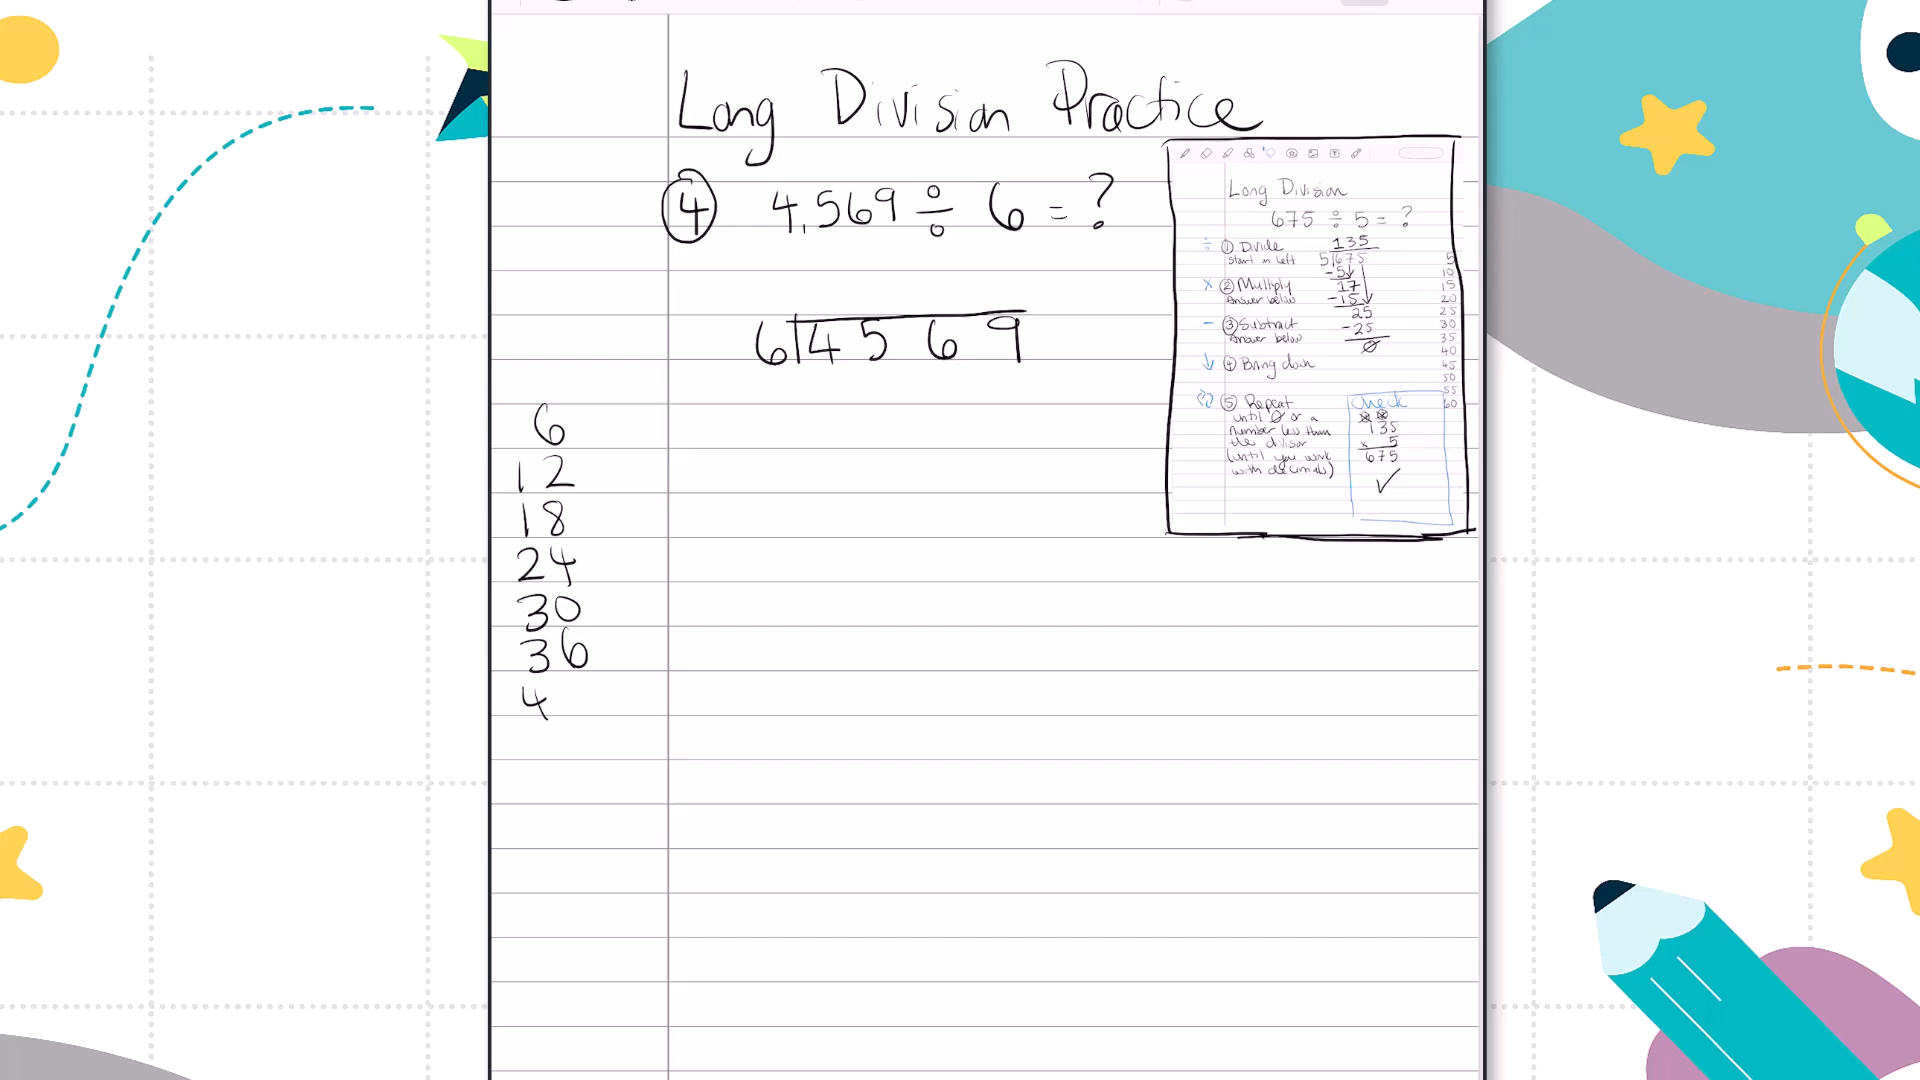 Long Division Practice
④ 4,569 ÷ 6 = ?
6 4 5 6 9
6
12
18
24
30
36
4
Long Division
675 ÷ 5 = ?
÷ ① Divide
start on left
x ② Multiply
Answer below
- ③ Subtract
Answer below
↓ ④ Bring down
⑤ Repeat
until 0 or a
number less than
the divisor
(until you work
with decimals)
135
5 675
-5
17
-15
25
-25
0
check
135
x 5
675
✓
5
10
15
20
25
30
35
40
45
50
55
60